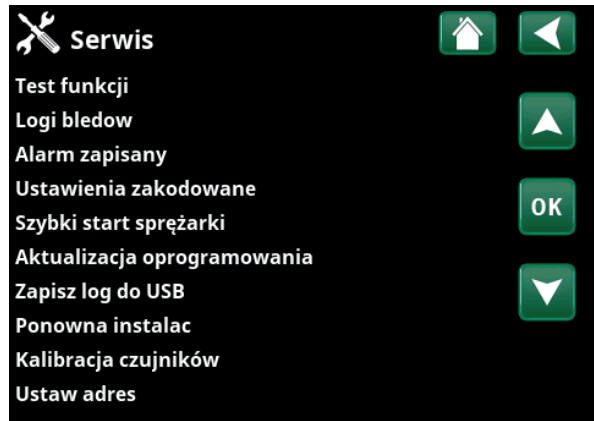 Serwis
Test funkcji
Logi bledow
Alarm zapisany
Ustawienia zakodowane
OK
Szybki start sprężarki
Aktualizacja oprogramowania
Zapisz log do USB
Ponowna instalac
Kalibracja czujników
Ustaw adres